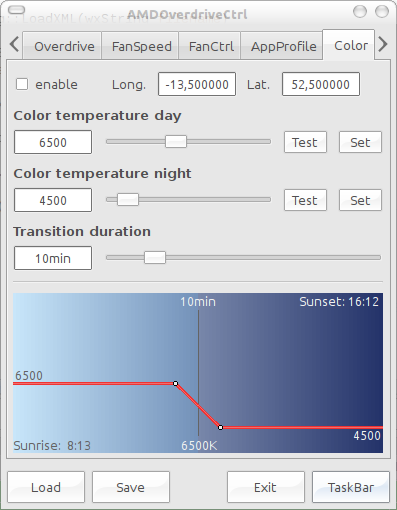 AMDOverdriveCtrl
Overdrive FanSpeed FanCtrl AppProfile Color
enable Long. -13,500000 Lat. 52,500000
Color temperature day
6500 Test Set
Color temperature night
4500 Test Set
Transition duration
10min
10min Sunset: 16:12
6500
4500
Sunrise: 8:13 6500K
Load Save Exit TaskBar